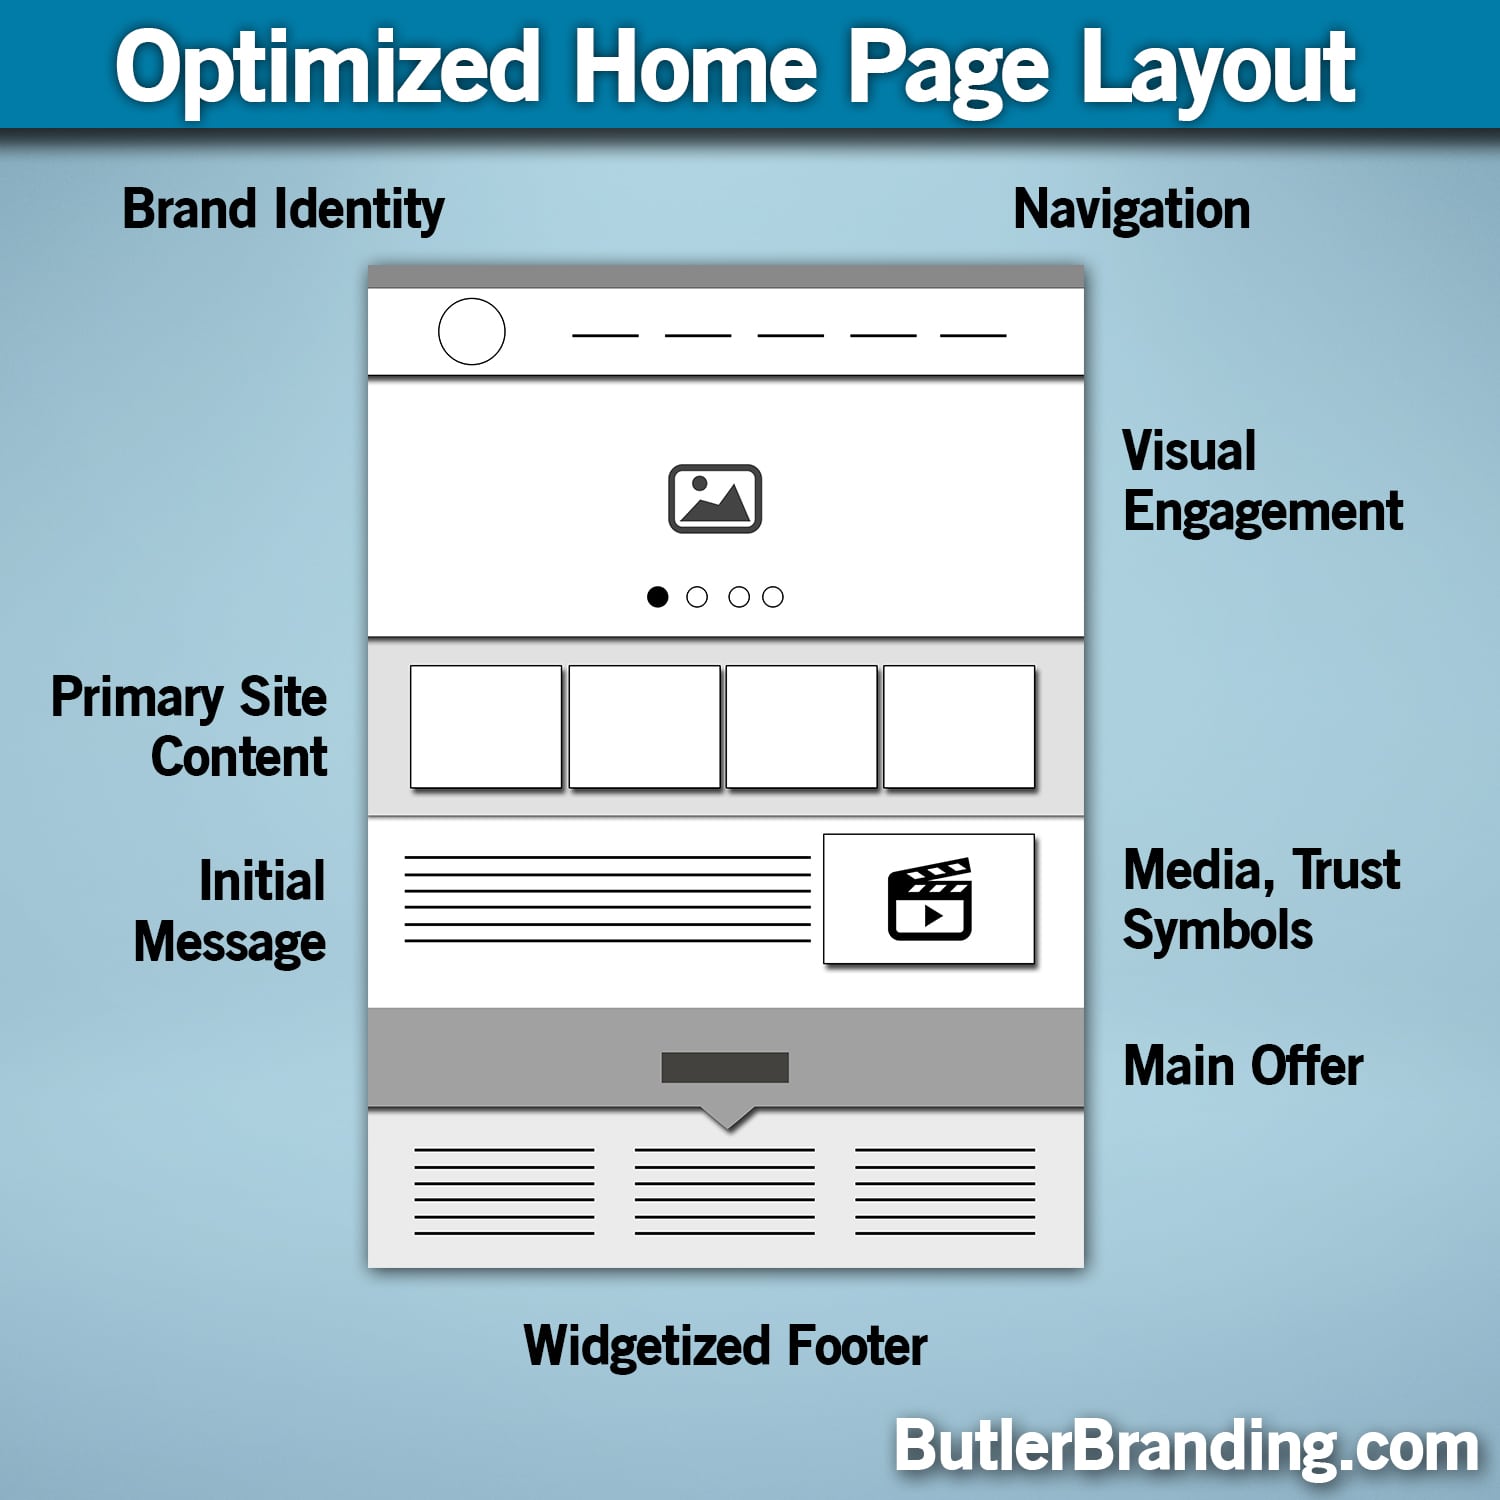 Optimized Home Page Layout
Brand Identity
Navigation
Visual
Engagement
Primary Site
Content
Initial
Message
Media, Trust
Symbols
Main Offer
Widgetized Footer
ButlerBranding.com